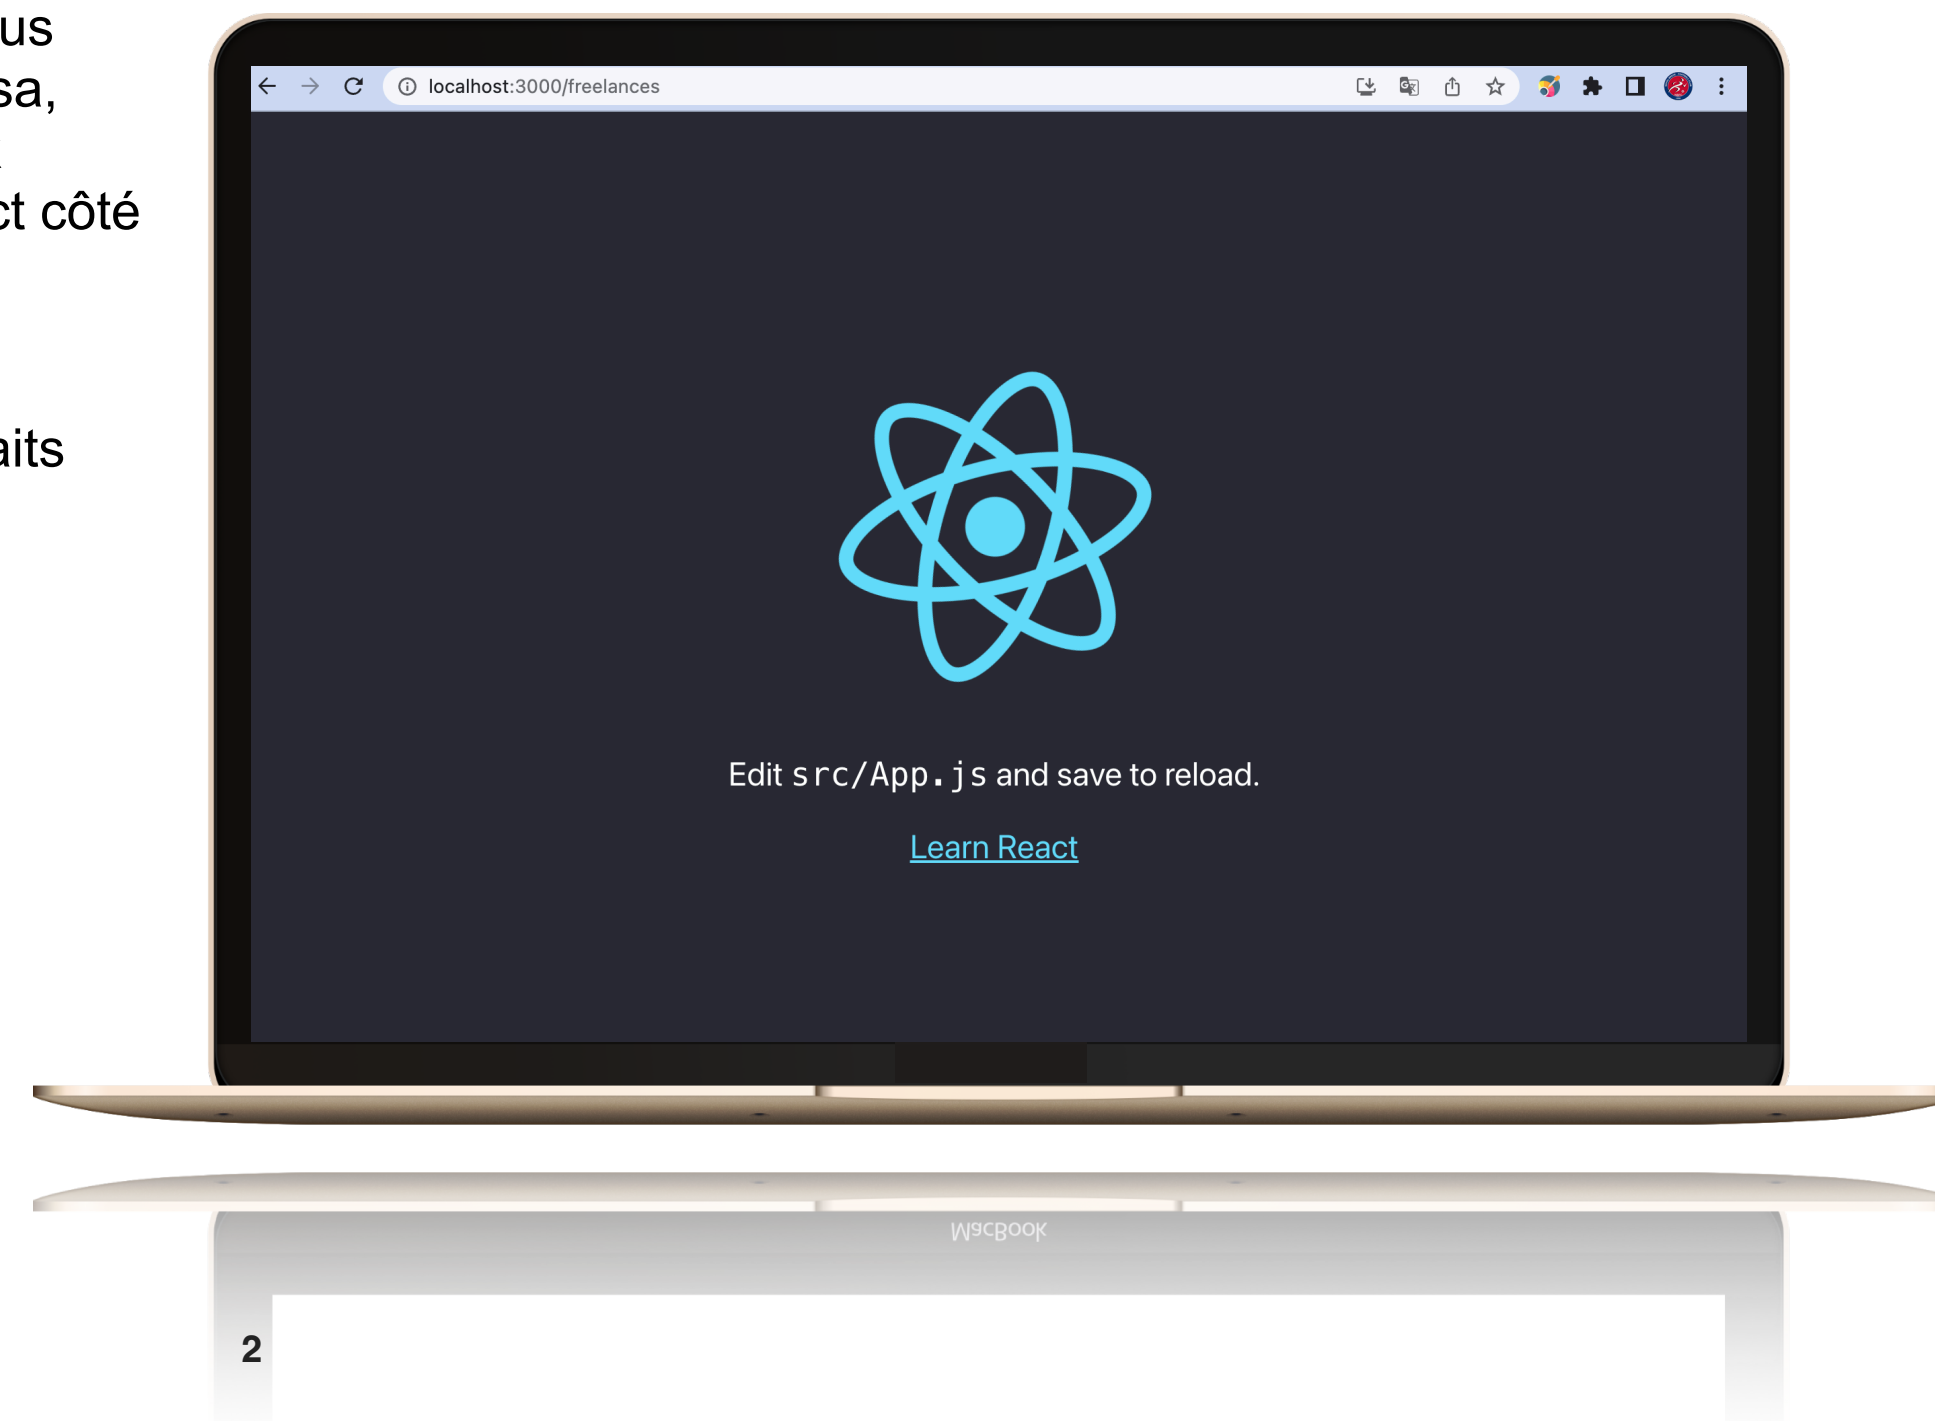 us
sa,
ct côté
aits
localhost:3000/freelances
Edit src/App.js and save to reload.
Learn React
MacBook
2